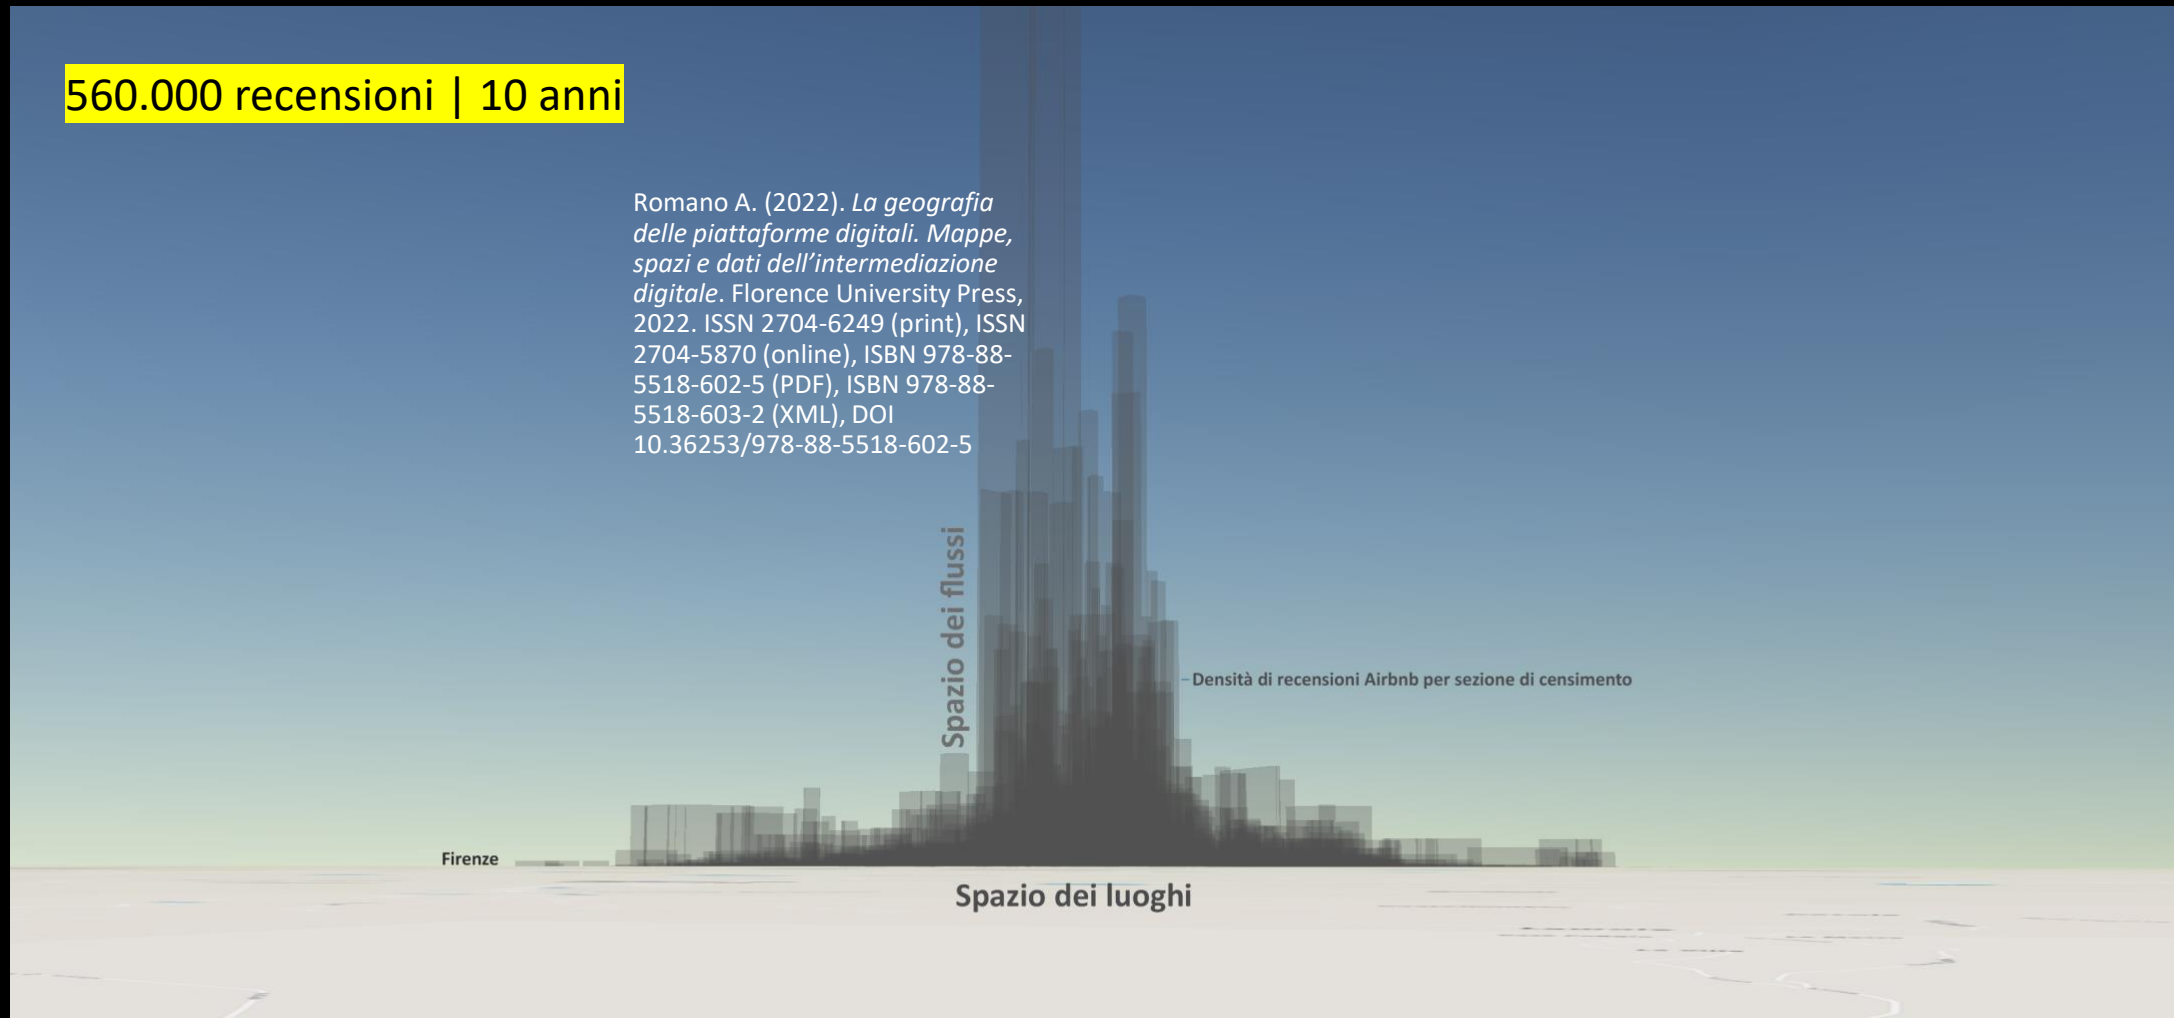 560.000 recensioni | 10 anni
Romano A. (2022). La geografia
delle piattaforme digitali. Mappe,
spazi e dati dell’intermediazione
digitale. Florence University Press,
2022. ISSN 2704-6249 (print), ISSN
2704-5870 (online), ISBN 978-88-
5518-602-5 (PDF), ISBN 978-88-
5518-603-2 (XML), DOI
10.36253/978-88-5518-602-5
Spazio dei flussi
Densità di recensioni Airbnb per sezione di censimento
Firenze
Spazio dei luoghi